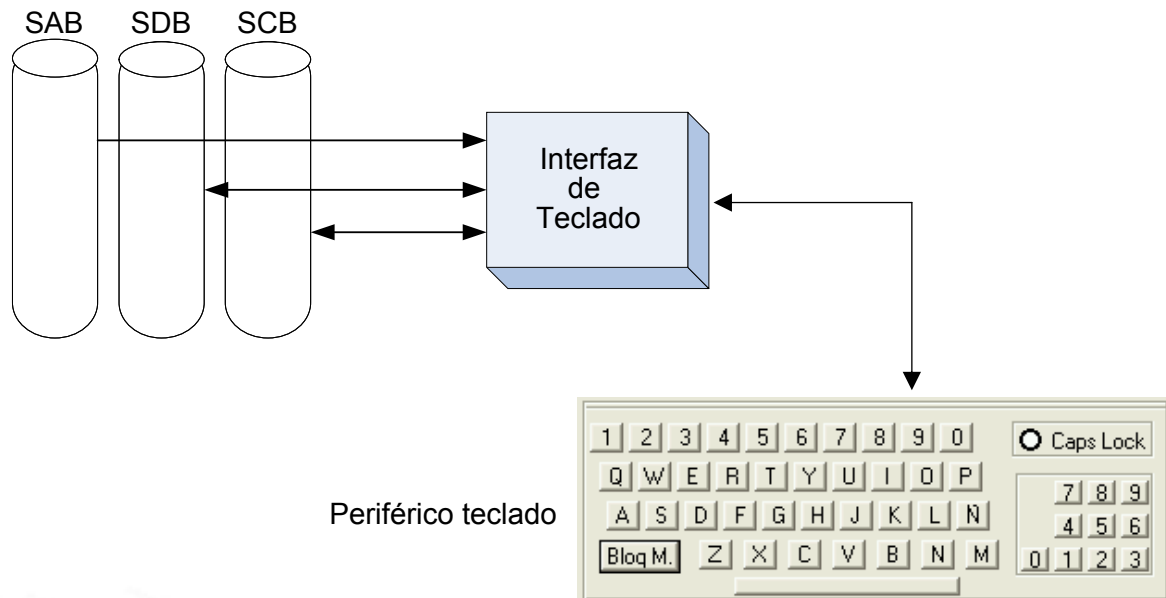 SAB SDB SCB
Interfaz
de
Teclado
Periférico teclado
1 2 3 4 5 6 7 8 9 0
Q W E R T Y U I O P
A S D F G H J K L Ñ
Bloq M. Z X C V B N M
Caps Lock
7 8 9
4 5 6
0 1 2 3